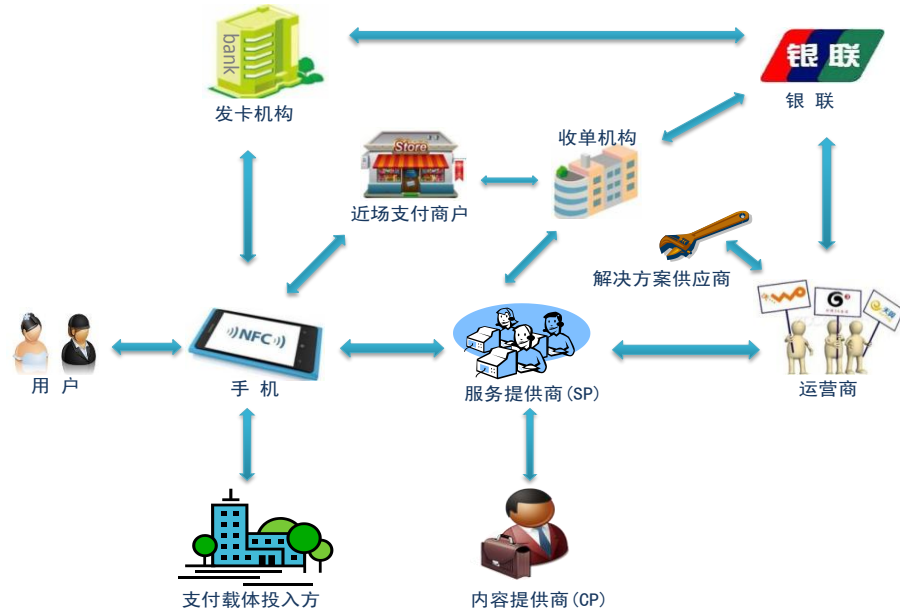 bank
银联
发卡机构
银 联
收单机构
Store
近场支付商户
解决方案供应商
NFC
用 户
手 机
服务提供商(SP)
运营商
支付载体投入方
内容提供商(CP)